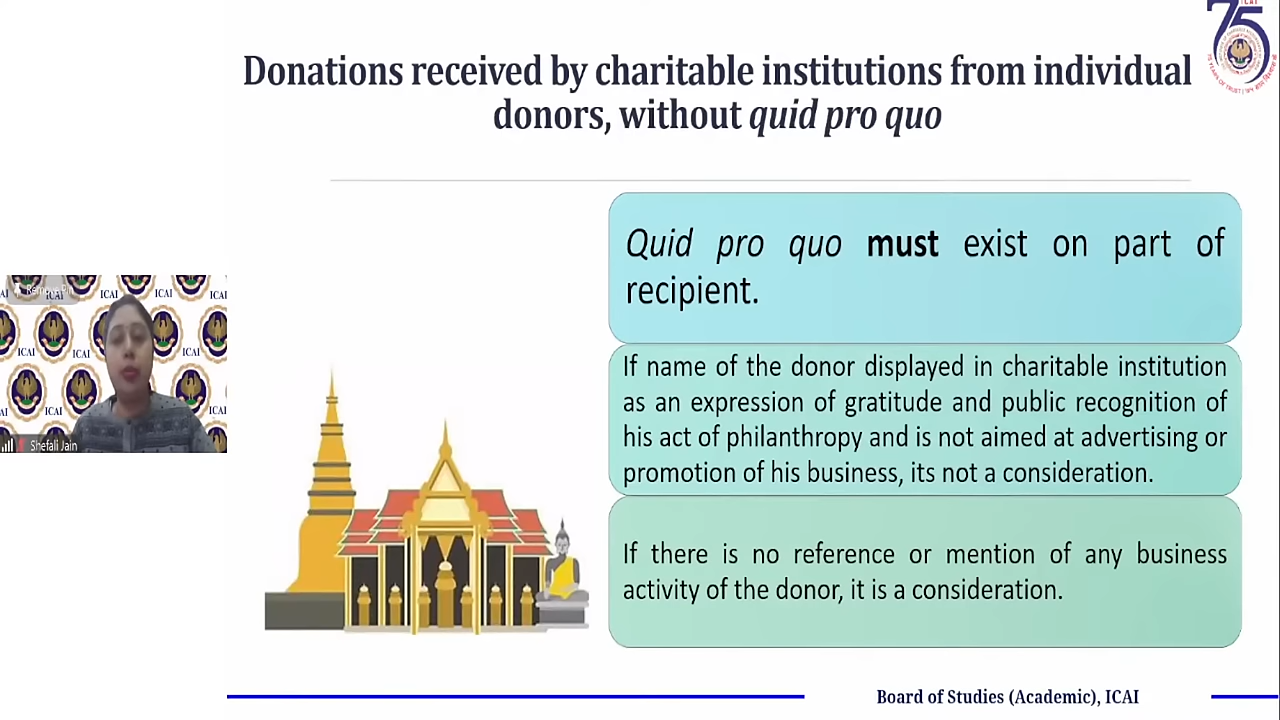 75
Donations received by charitable institutions from individual
donors, without quid pro quo
Quid pro quo must exist on part of
recipient.
If name of the donor displayed in charitable institution
as an expression of gratitude and public recognition of
his act of philanthropy and is not aimed at advertising or
promotion of his business, its not a consideration.
If there is no reference or mention of any business
activity of the donor, it is a consideration.
ICAI
ICAI
ICAI
ICAI
ICAI
Shefali Jain
Board of Studies (Academic), ICAI